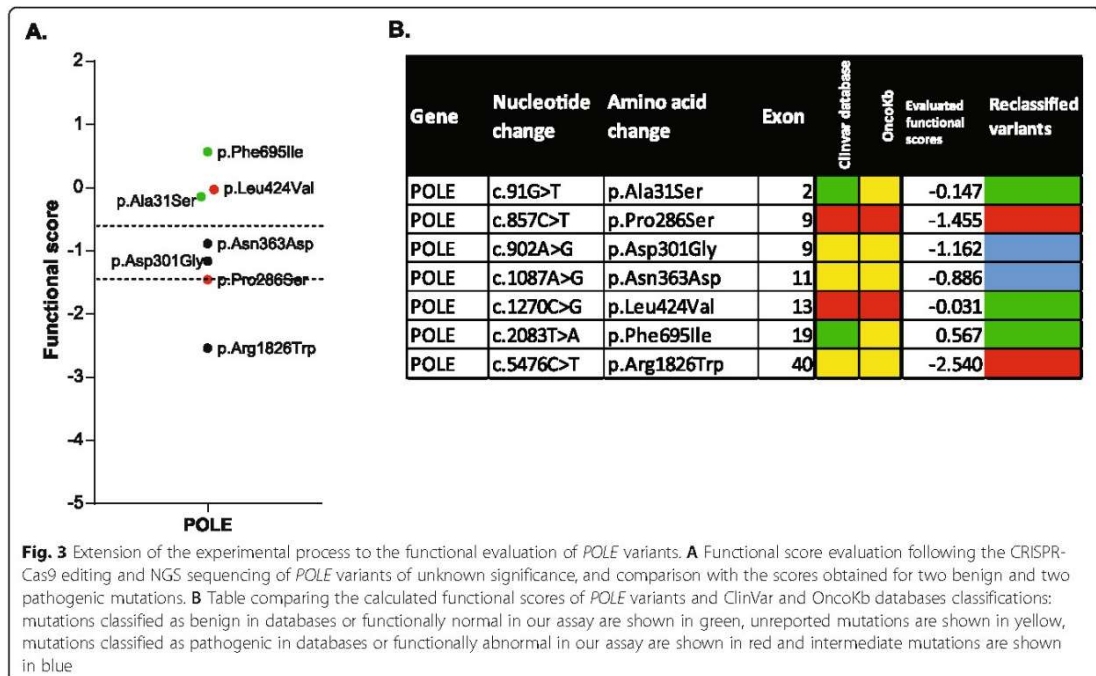 A.
2
1
0
-1
-2
-3
-4
-5
Functional score
p.Phe695Ile
p.Leu424Val
p.Ala31Ser
p.Asn363Asp
p.Asp301Gly
p.Pro286Ser
p.Arg1826Trp
POLE
B.
Gene Nucleotide change Amino acid change Exon Clinvar database OncoKb Evaluated functional scores Reclassified variants
POLE c.91G>T p.Ala31Ser 2 -0.147
POLE c.857C>T p.Pro286Ser 9 -1.455
POLE c.902A>G p.Asp301Gly 9 -1.162
POLE c.1087A>G p.Asn363Asp 11 -0.886
POLE c.1270C>G p.Leu424Val 13 -0.031
POLE c.2083T>A p.Phe695Ile 19 0.567
POLE c.5476C>T p.Arg1826Trp 40 -2.540
Fig. 3 Extension of the experimental process to the functional evaluation of POLE variants. A Functional score evaluation following the CRISPR-
Cas9 editing and NGS sequencing of POLE variants of unknown significance, and comparison with the scores obtained for two benign and two
pathogenic mutations. B Table comparing the calculated functional scores of POLE variants and ClinVar and OncoKb databases classifications:
mutations classified as benign in databases or functionally normal in our assay are shown in green, unreported mutations are shown in yellow,
mutations classified as pathogenic in databases or functionally abnormal in our assay are shown in red and intermediate mutations are shown
in blue